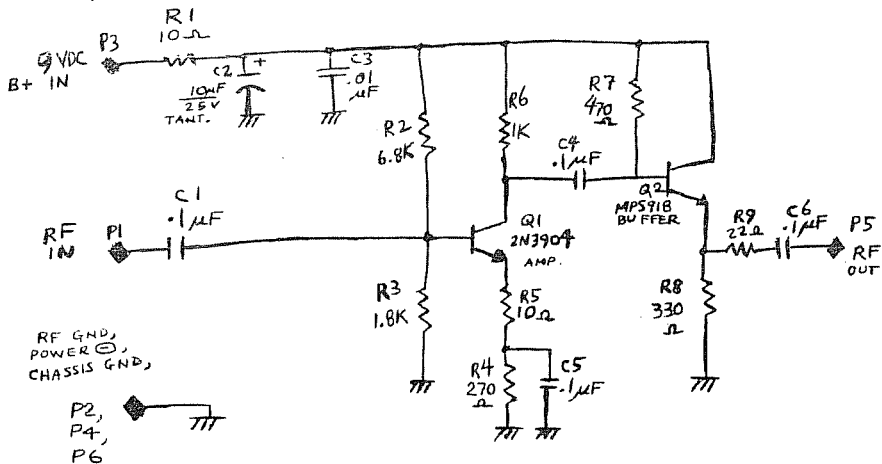 R1
10Ω
9 VDC
B+ IN
P3
C2
+
10µF
25V
TANT.
C3
.01
µF
R2
6.8K
R6
1K
C4
.1µF
R7
470
Ω
Q2
MPS918
BUFFER
C1
.1µF
RF
IN
P1
Q1
2N3904
AMP.
R9
22Ω
C6
.1µF
P5
RF
OUT
R3
1.8K
R5
10Ω
R8
330
Ω
R4
270
Ω
C5
.1µF
RF GND,
POWER ⊖,
CHASSIS GND,
P2,
P4,
P6